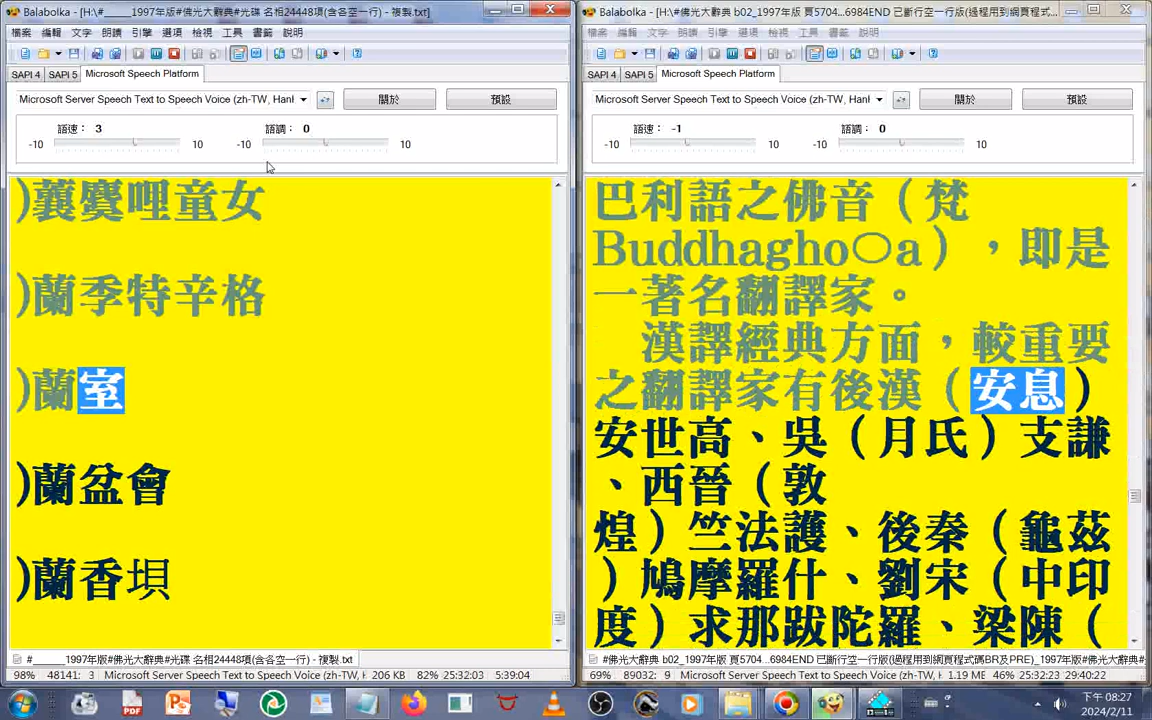 Balabolka - [H:\#_____1997年版#佛光大辭典#光碟 名相24448項(含各空一行) - 複製.txt]
檔案 編輯 文字 朗讀 引擎 選項 檢視 工具 書籤 說明
SAPI 4 SAPI 5 Microsoft Speech Platform
Microsoft Server Speech Text to Speech Voice (zh-TW, Hanl
關於
預設
語速： 3
語調： 0
-10 10 -10 10
)蘘麌哩童女
)蘭季特辛格
)蘭室
)蘭盆會
)蘭香垻
#_____1997年版#佛光大辭典#光碟 名相24448項(含各空一行) - 複製.txt
98% 48141: 3 Microsoft Server Speech Text to Speech Voice (zh-TW, H 206 KB 82% 25:32:03 5:39:04
Balabolka - [H:\#佛光大辭典 b02_1997年版 頁5704...6984END 已斷行空一行版(過程用到網頁程式...
檔案 編輯 文字 朗讀 引擎 選項 檢視 工具 書籤 說明
SAPI 4 SAPI 5 Microsoft Speech Platform
Microsoft Server Speech Text to Speech Voice (zh-TW, Hanl
關於
預設
語速： -1
語調： 0
-10 10 -10 10
巴利語之佛音（梵
Buddhagho〇a），即是
一著名翻譯家。
漢譯經典方面，較重要
之翻譯家有後漢（安息）
安世高、吳（月氏）支謙
、西晉（敦
煌）竺法護、後秦（龜茲
）鳩摩羅什、劉宋（中印
度）求那跋陀羅、梁陳（
#佛光大辭典 b02_1997年版 頁5704...6984END 已斷行空一行版(過程用到網頁程式碼BR及PRE)_1997年版#佛光大辭典#
69% 89032: 9 Microsoft Server Speech Text to Speech Voice (zh-TW, H 1.19 MB 46% 25:32:23 29:40:22
下午 08:27
2024/2/11